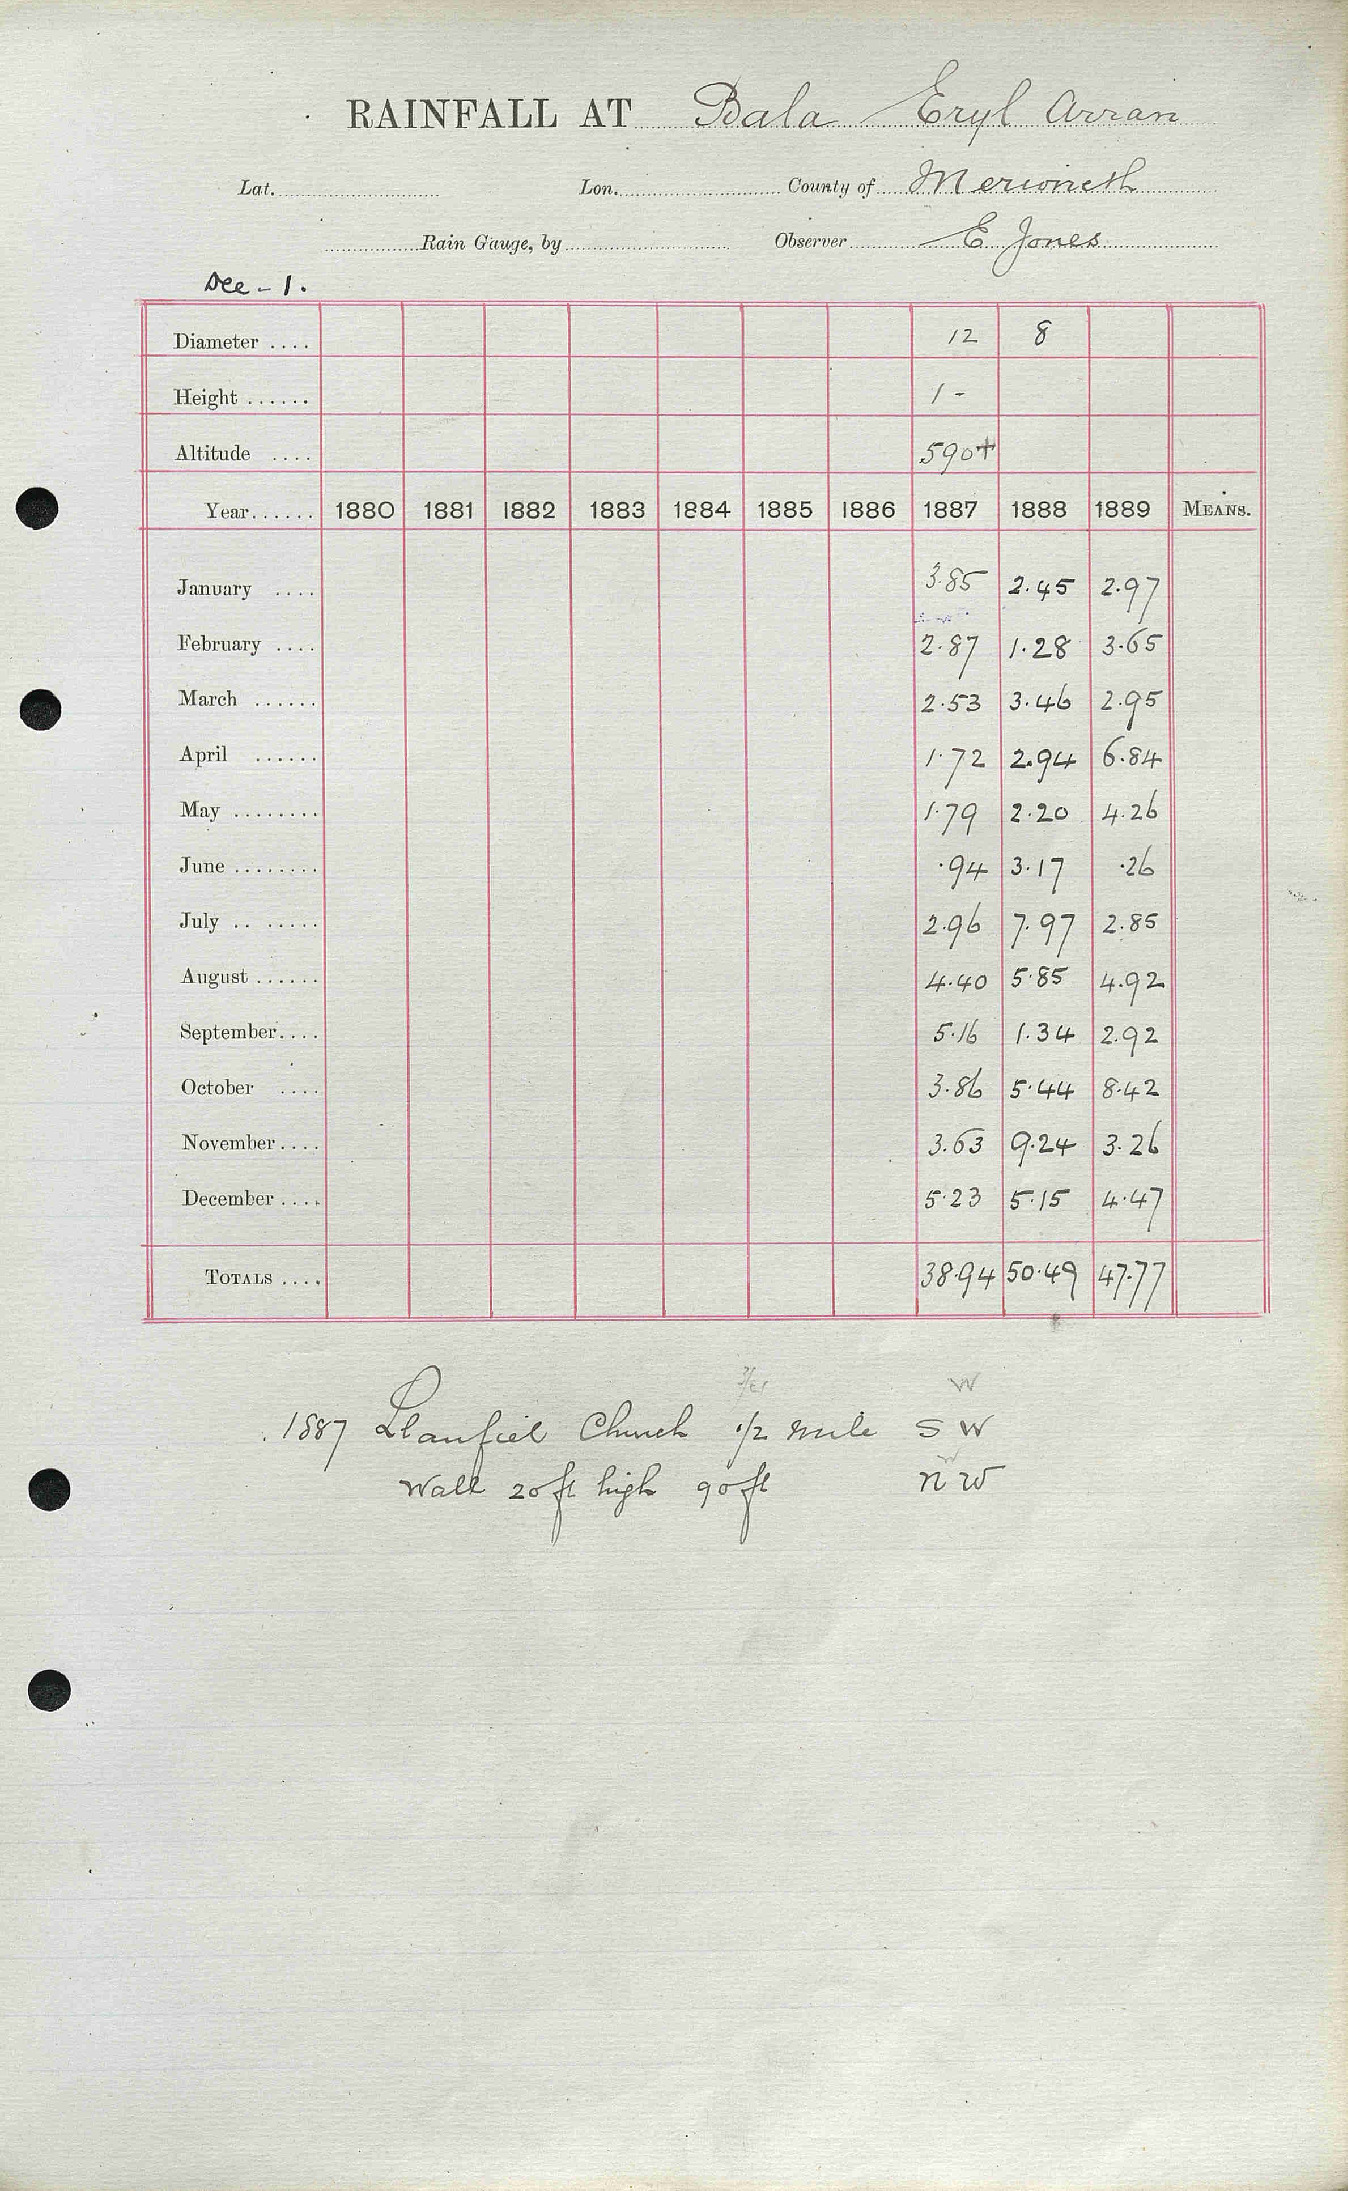 RAINFALL AT Bala Eryl Arran
Lat. Lon. County of Merioneth
Rain Gauge, by Observer E Jones
Dee - 1.
Diameter .... 12 8
Height ...... 1 -
Altitude .... 590+
Year...... 1880 1881 1882 1883 1884 1885 1886 1887 1888 1889 MEANS.
January .... 3.85 2.45 2.97
February .... 2.87 1.28 3.65
March ...... 2.53 3.46 2.95
April ...... 1.72 2.94 6.84
May ........ 1.79 2.20 4.26
June ........ .94 3.17 .26
July .. ...... 2.96 7.97 2.85
August ...... 4.40 5.85 4.92
September.... 5.16 1.34 2.92
October .... 3.86 5.44 8.42
November.... 3.63 9.24 3.26
December .... 5.23 5.15 4.47
TOTALS .... 38.94 50.49 47.77
W
1887 Llanfiel Church 1/2 mile S W
Wall 20ft high 90ft N W